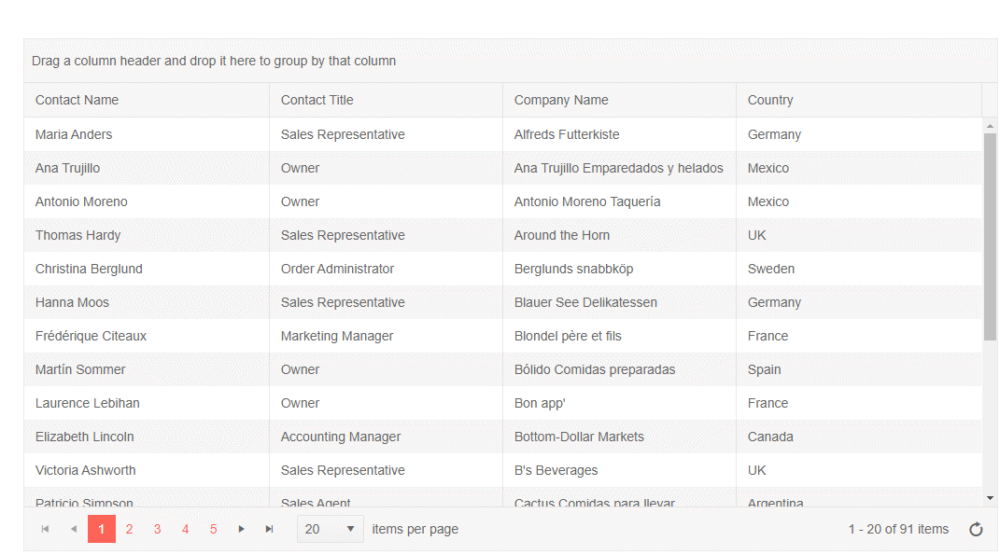 Drag a column header and drop it here to group by that column
Contact Name Contact Title Company Name Country
Maria Anders Sales Representative Alfreds Futterkiste Germany
Ana Trujillo Owner Ana Trujillo Emparedados y helados Mexico
Antonio Moreno Owner Antonio Moreno Taquería Mexico
Thomas Hardy Sales Representative Around the Horn UK
Christina Berglund Order Administrator Berglunds snabbköp Sweden
Hanna Moos Sales Representative Blauer See Delikatessen Germany
Frédérique Citeaux Marketing Manager Blondel père et fils France
Martín Sommer Owner Bólido Comidas preparadas Spain
Laurence Lebihan Owner Bon app' France
Elizabeth Lincoln Accounting Manager Bottom-Dollar Markets Canada
Victoria Ashworth Sales Representative B's Beverages UK
Patricio Simpson Sales Agent Cactus Comidas para llevar Argentina
1 2 3 4 5 20 items per page 1 - 20 of 91 items